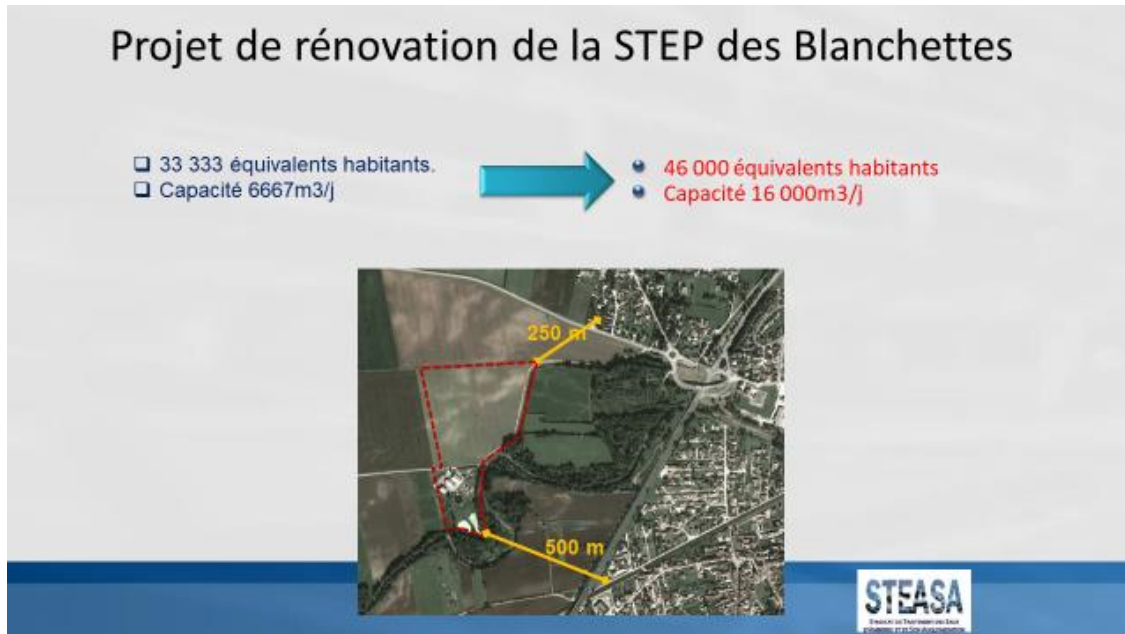 Projet de rénovation de la STEP des Blanchettes
33 333 équivalents habitants.
Capacité 6667m3/j
46 000 équivalents habitants
Capacité 16 000m3/j
250 m
500 m
STEASA